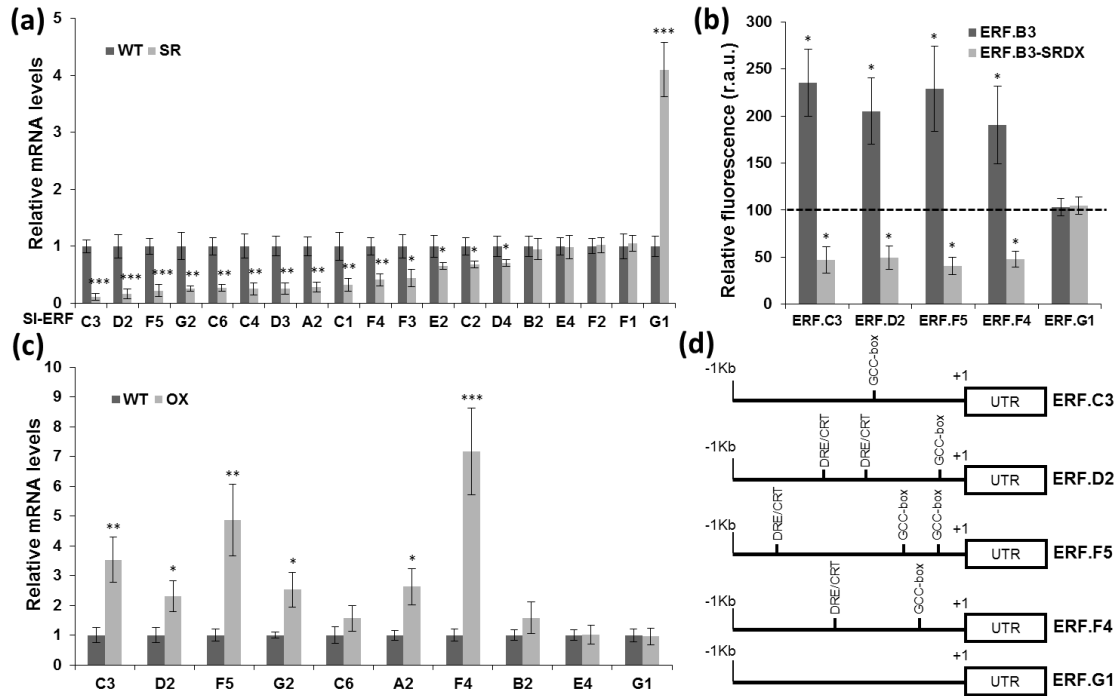 (a)
Relative mRNA levels
5
4
3
2
1
0
WT SR
*** *** *** ** ** ** ** ** ** ** * * * * ***
Sl-ERF C3 D2 F5 G2 C6 C4 D3 A2 C1 F4 F3 E2 C2 D4 B2 E4 F2 F1 G1
(b)
Relative fluorescence (r.a.u.)
300
250
200
150
100
50
0
ERF.B3
ERF.B3-SRDX
* * * *
* * * *
ERF.C3 ERF.D2 ERF.F5 ERF.F4 ERF.G1
(c)
Relative mRNA levels
10
9
8
7
6
5
4
3
2
1
0
WT OX
** * ** * * ***
C3 D2 F5 G2 C6 A2 F4 B2 E4 G1
(d)
-1Kb GCC-box +1 UTR ERF.C3
-1Kb DRE/CRT DRE/CRT GCC-box +1 UTR ERF.D2
-1Kb DRE/CRT GCC-box GCC-box +1 UTR ERF.F5
-1Kb DRE/CRT GCC-box +1 UTR ERF.F4
-1Kb +1 UTR ERF.G1